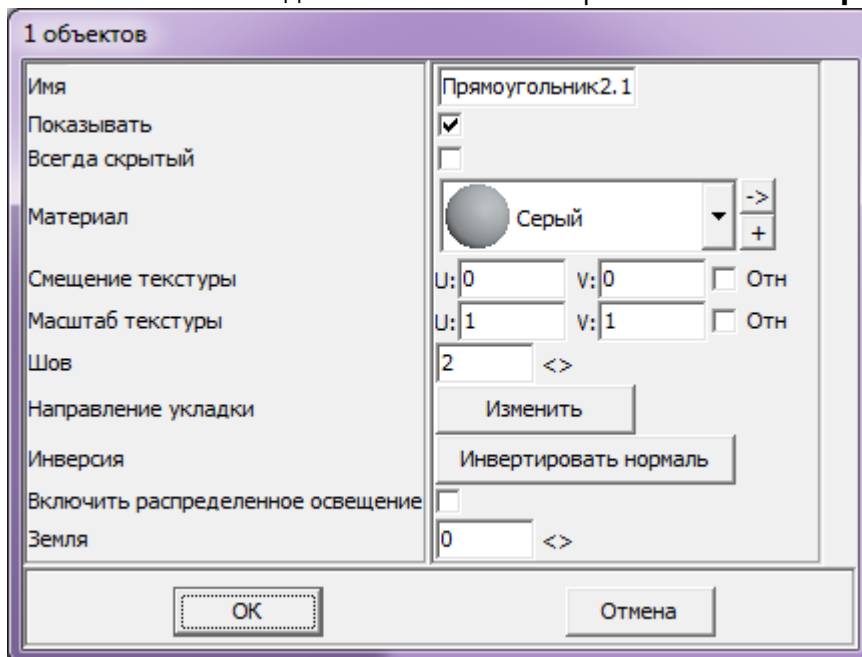 1 объектов
Имя Прямоугольник2.1
Показывать
Всегда скрытый
Материал Серый ->
+
Смещение текстуры U: 0 V: 0 Отн
Масштаб текстуры U: 1 V: 1 Отн
Шов 2 <>
Направление укладки Изменить
Инверсия Инвертировать нормаль
Включить распределенное освещение
Земля 0 <>
OK Отмена